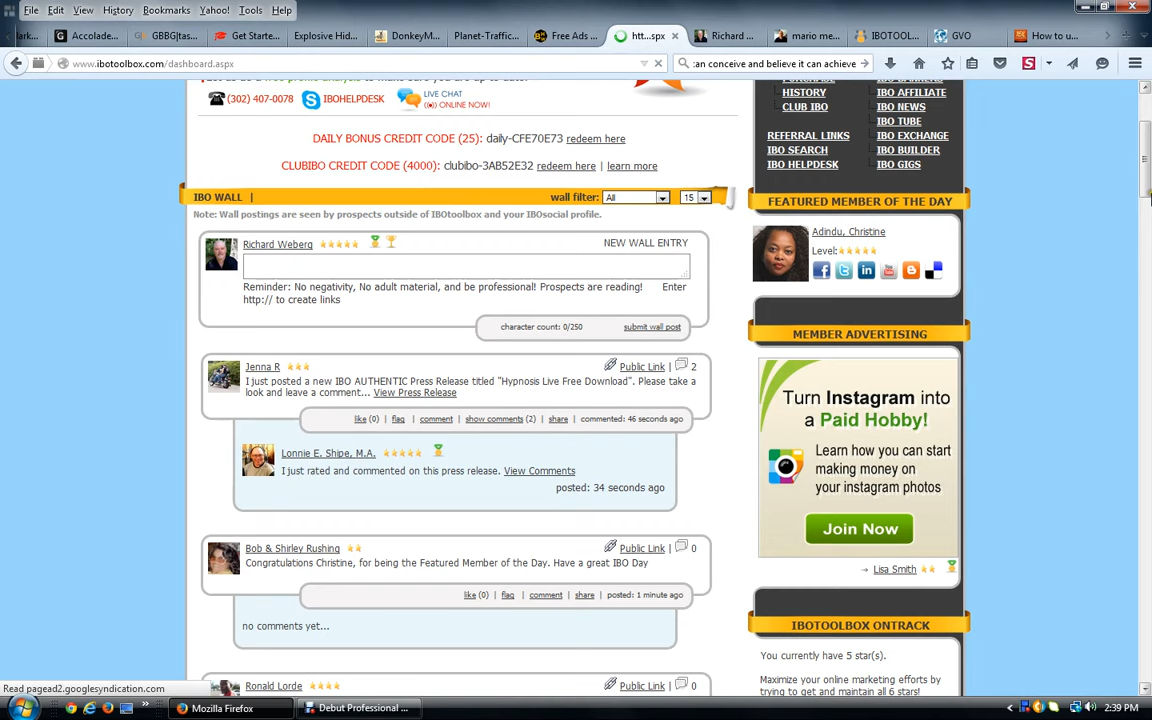 File Edit View History Bookmarks Yahoo! Tools Help
ark... Accolade... GBBG|tas... Get Starte... Explosive Hid... DonkeyM... Planet-Traffic... Free Ads ... htt...spx Richard ... mario me... IBOTOOL... GVO How to u...
www.ibotoolbox.com/dashboard.aspx :an conceive and believe it can achieve
(302) 407-0078 IBOHELPDESK LIVE CHAT
((o)) ONLINE NOW!
DAILY BONUS CREDIT CODE (25): daily-CFE70E73 redeem here
CLUBIBO CREDIT CODE (4000): clubibo-3AB52E32 redeem here | learn more
IBO WALL | wall filter: All 15
Note: Wall postings are seen by prospects outside of IBOtoolbox and your IBOsocial profile.
Richard Weberg NEW WALL ENTRY
Reminder: No negativity, No adult material, and be professional! Prospects are reading! Enter
http:// to create links
character count: 0/250 submit wall post
Jenna R Public Link | 2
I just posted a new IBO AUTHENTIC Press Release titled "Hypnosis Live Free Download". Please take a
look and leave a comment... View Press Release
like (0) flag comment show comments (2) share commented: 46 seconds ago
Lonnie E. Shipe, M.A.
I just rated and commented on this press release. View Comments
posted: 34 seconds ago
Bob & Shirley Rushing Public Link | 0
Congratulations Christine, for being the Featured Member of the Day. Have a great IBO Day
like (0) flag comment share posted: 1 minute ago
no comments yet...
Ronald Lorde Public Link | 0
HISTORY IBO AFFILIATE
CLUB IBO IBO NEWS
IBO TUBE
REFERRAL LINKS IBO EXCHANGE
IBO SEARCH IBO BUILDER
IBO HELPDESK IBO GIGS
FEATURED MEMBER OF THE DAY
Adindu, Christine
Level:
MEMBER ADVERTISING
Turn Instagram into
a Paid Hobby!
Learn how you can start
making money on
your instagram photos
Join Now
Lisa Smith
IBOTOOLBOX ONTRACK
You currently have 5 star(s).
Maximize your online marketing efforts by
trying to get and maintain all 6 stars!
Read pagead2.googlesyndication.com
Mozilla Firefox Debut Professional ... 2:39 PM